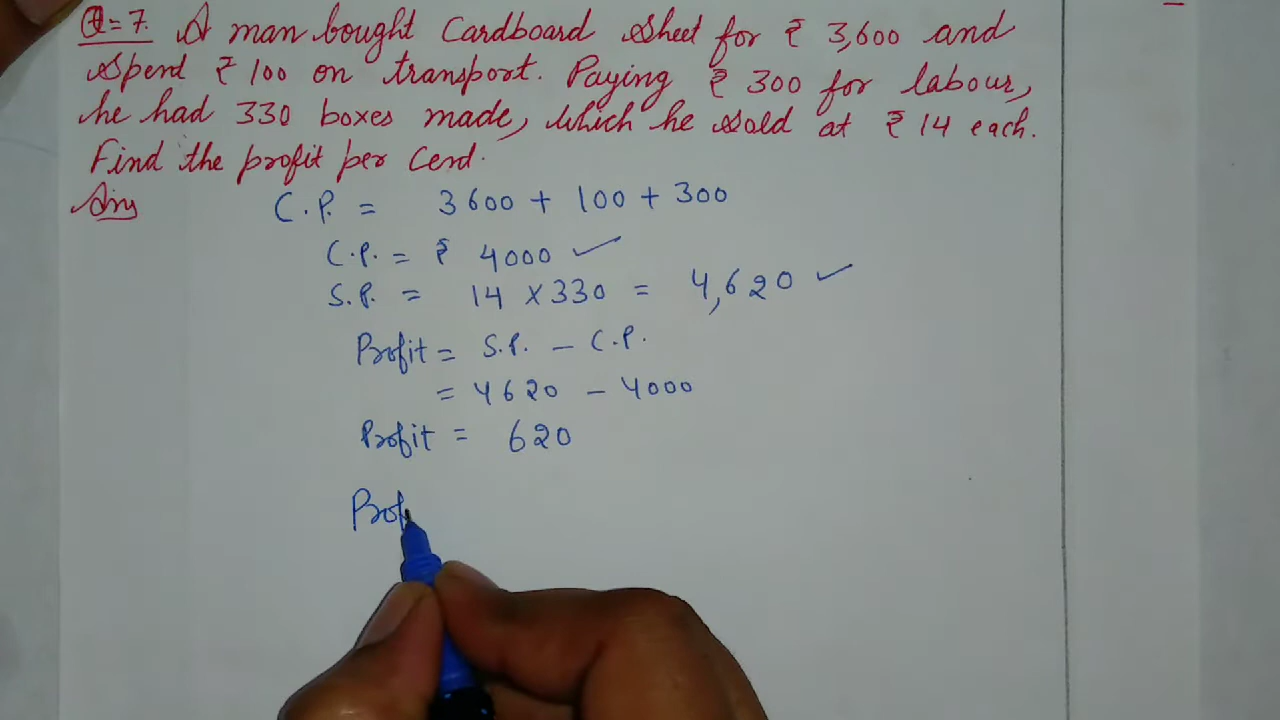 Q=7. A man bought Cardboard Sheet for ₹ 3,600 and
Spend ₹ 100 on transport. Paying ₹ 300 for labour,
he had 330 boxes made, which he sold at ₹ 14 each.
Find the profit per Cend.
Ans
C.P. = 3600 + 100 + 300
C.P. = ₹ 4000 ✓
S.P. = 14 × 330 = 4,620 ✓
Profit = S.P. – C.P.
= 4620 – 4000
Profit = 620
Prof